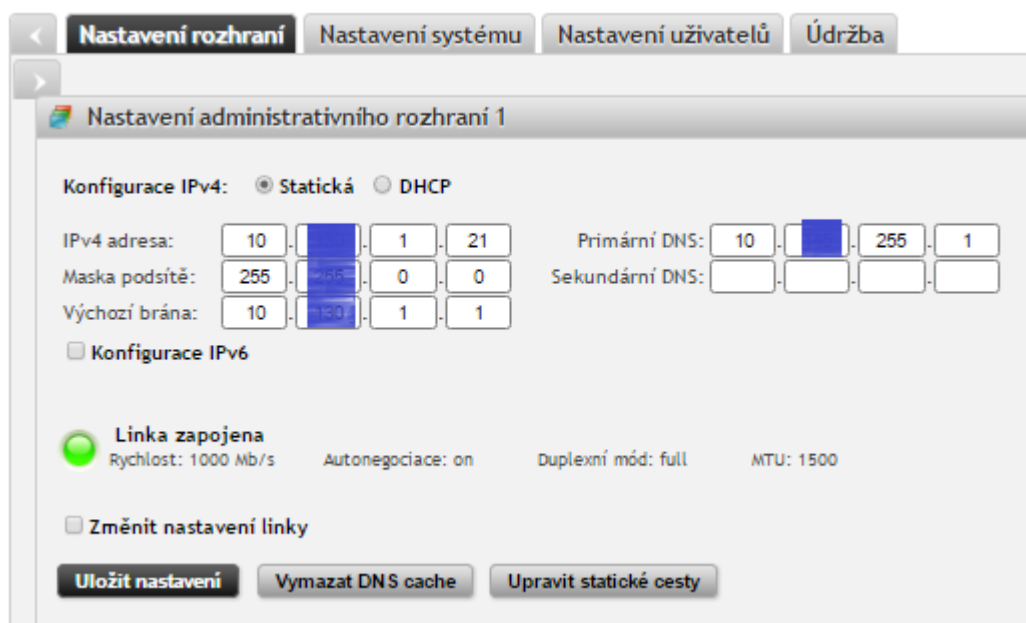 Nastavení rozhraní Nastavení systému Nastavení uživatelů Údržba
Nastavení administrativního rozhraní 1
Konfigurace IPv4: Statická DHCP
IPv4 adresa: 10 . . 1 . 21 Primární DNS: 10 . . 255 . 1
Maska podsítě: 255 . . 0 . 0 Sekundární DNS: . . .
Výchozí brána: 10 . . 1 . 1
Konfigurace IPv6
Linka zapojena
Rychlost: 1000 Mb/s Autonegociace: on Duplexní mód: full MTU: 1500
Změnit nastavení linky
Uložit nastavení Vymazat DNS cache Upravit statické cesty